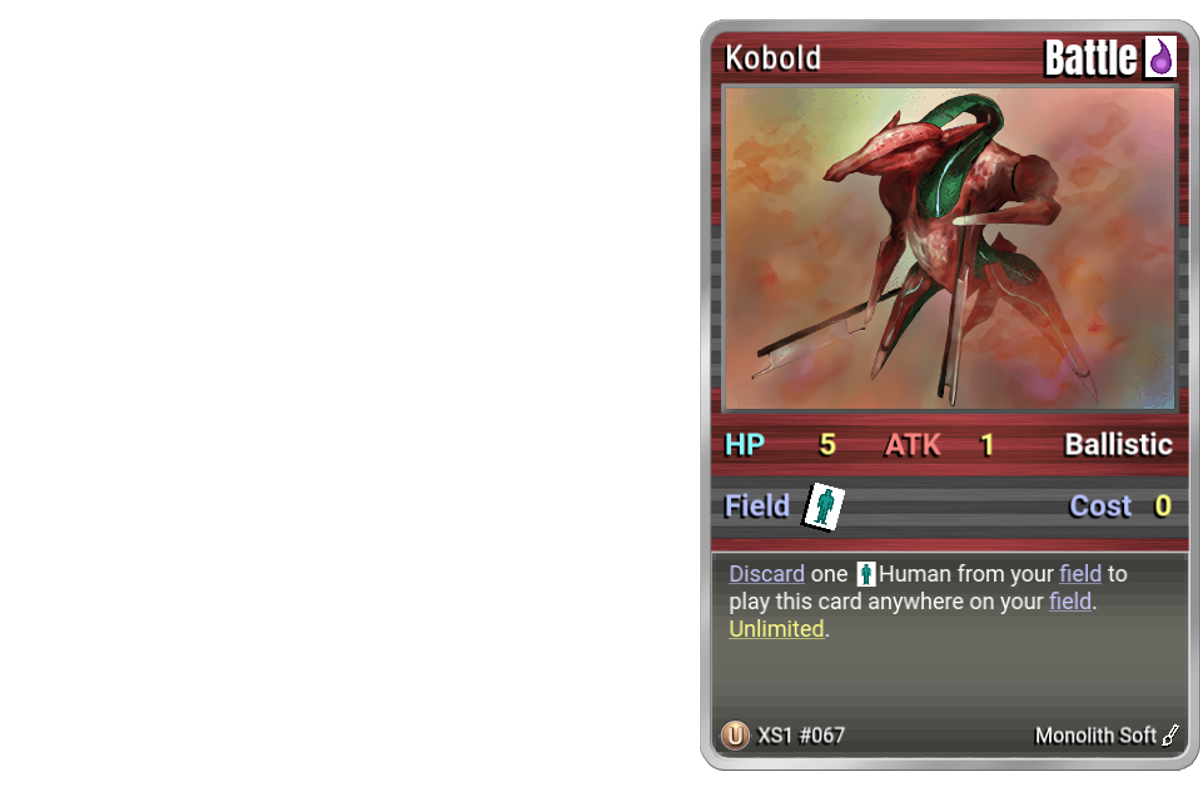 Kobold Battle
HP 5 ATK 1 Ballistic
Field Cost 0
Discard one Human from your field to
play this card anywhere on your field.
Unlimited.
U XS1 #067 Monolith Soft